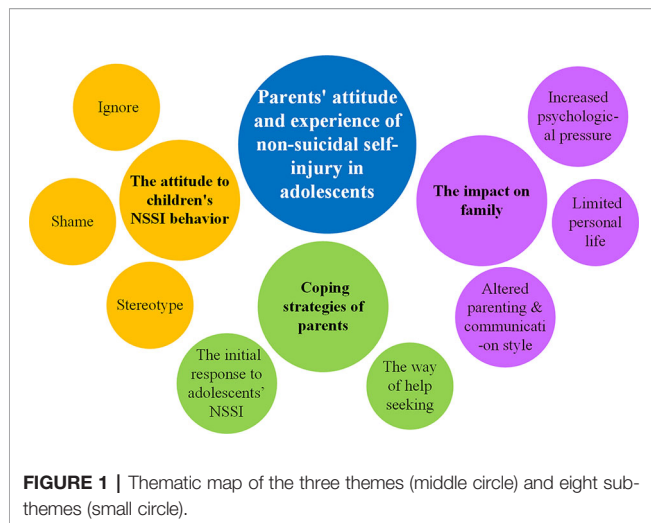 Parents' attitude
and experience of
non-suicidal self-
injury in
adolescents
Ignore
The attitude to
children's
NSSI behavior
Shame
Stereotype
Coping
strategies of
parents
The initial
response to
adolescents'
NSSI
The way
of help
seeking
The impact on
family
Increased
psychologic-
al pressure
Limited
personal
life
Altered
parenting &
communicati
-on style
FIGURE 1 | Thematic map of the three themes (middle circle) and eight sub-
themes (small circle).